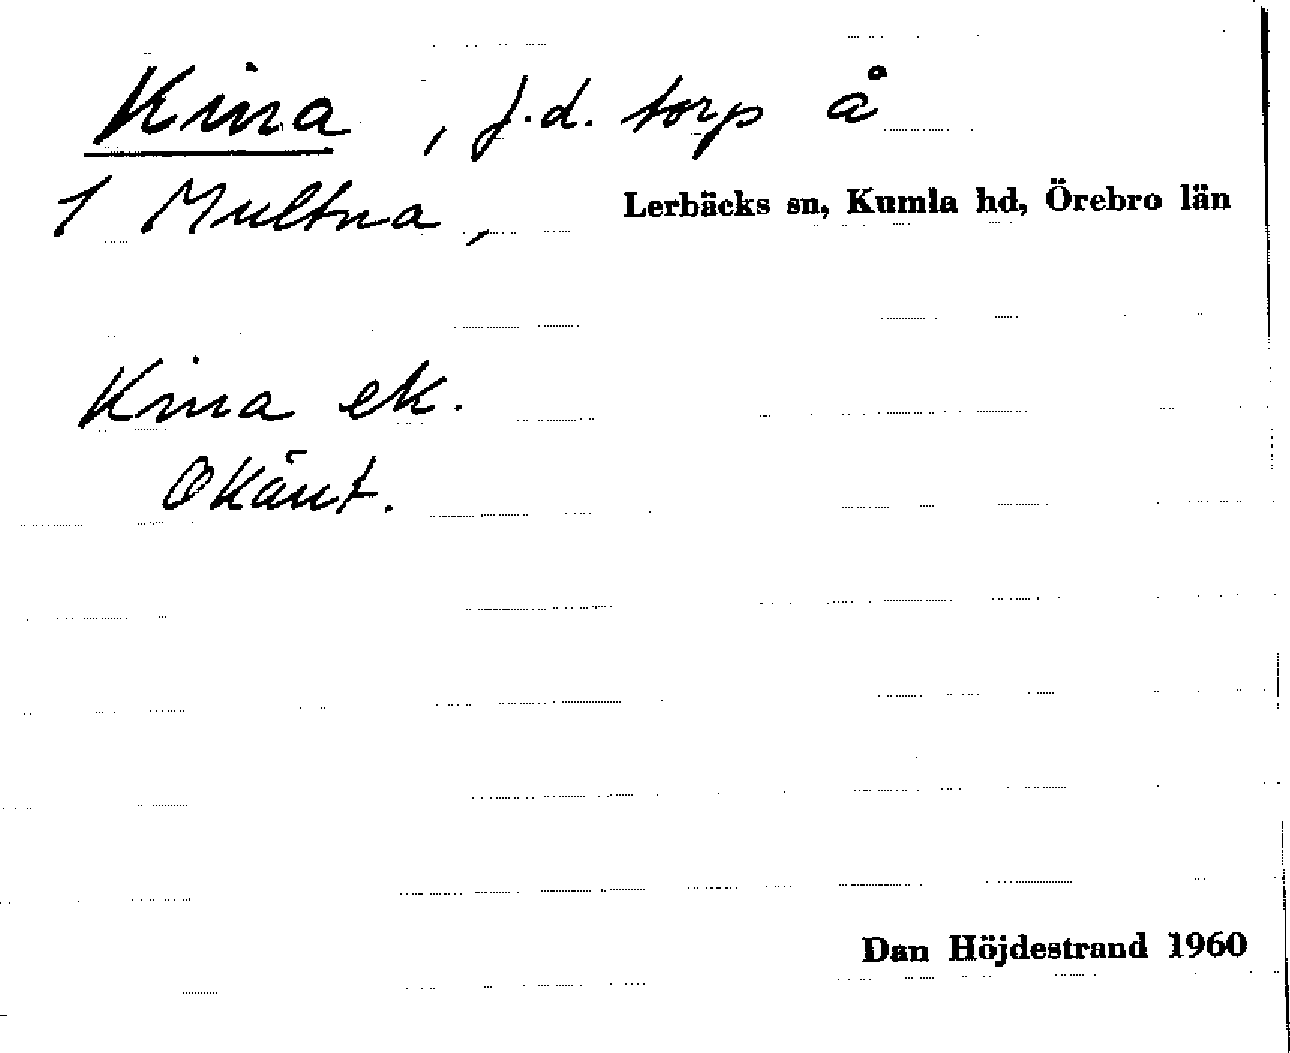 Kina, f.d. torp å
1 Multna, Lerbäcks sn, Kumla hd, Örebro län
Kina ek.
Okänt.
Dan Höjdestrand 1960